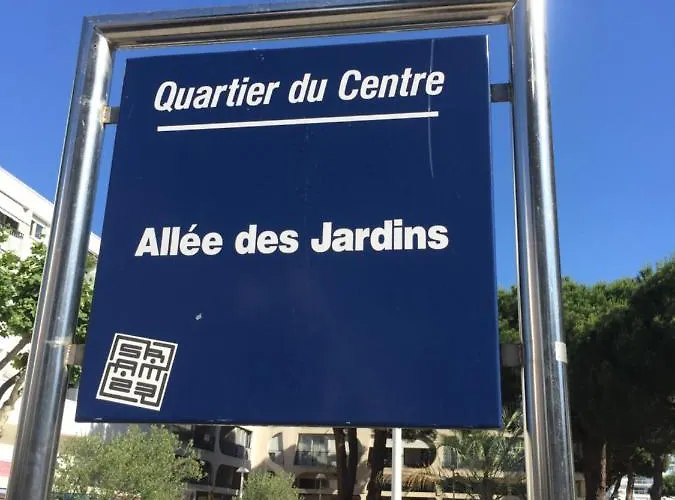 Quartier du Centre
Allée des Jardins